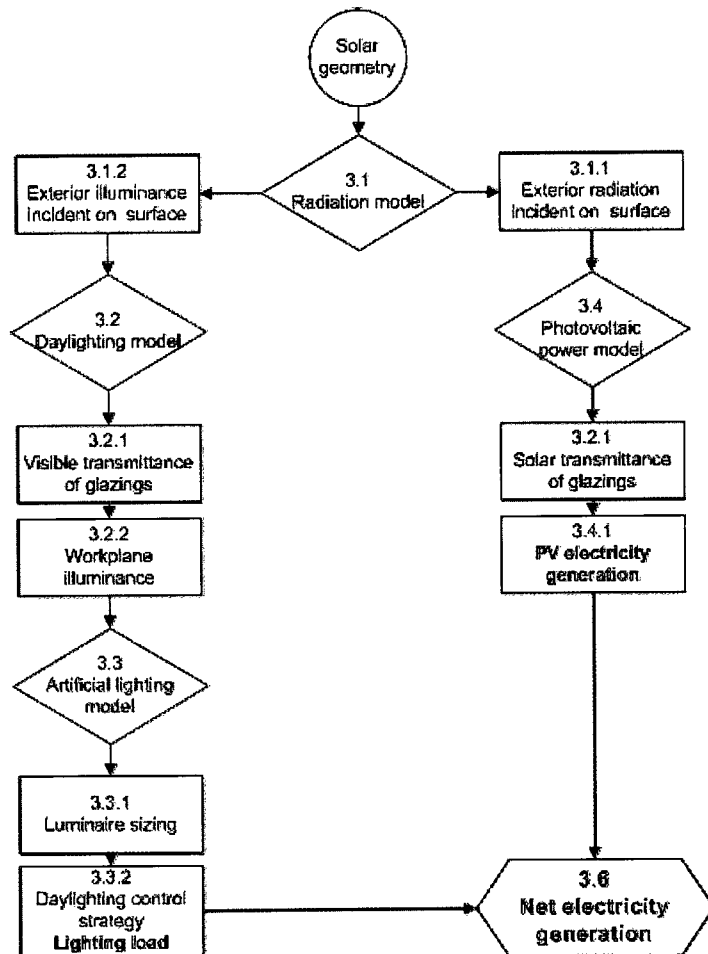 Solar
geometry
3.1
Radiation model
3.1.2
Exterior illuminance
incident on surface
3.1.1
Exterior radiation
incident on surface
3.2
Daylighting model
3.4
Photovoltaic
power model
3.2.1
Visible transmittance
of glazings
3.2.1
Solar transmittance
of glazings
3.2.2
Workplane
illuminance
3.4.1
PV electricity
generation
3.3
Artificial lighting
model
3.3.1
Luminaire sizing
3.3.2
Daylighting control
strategy
Lighting load
3.6
Net electricity
generation